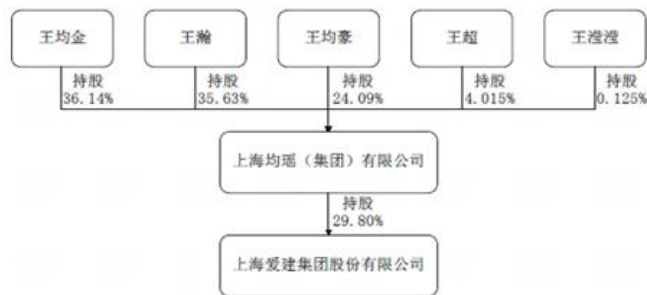 王均金
王瀚
王均豪
王超
王滢滢
持股
36.14%
持股
35.63%
持股
24.09%
持股
4.015%
持股
0.125%
上海均瑶（集团）有限公司
持股
29.80%
上海爱建集团股份有限公司